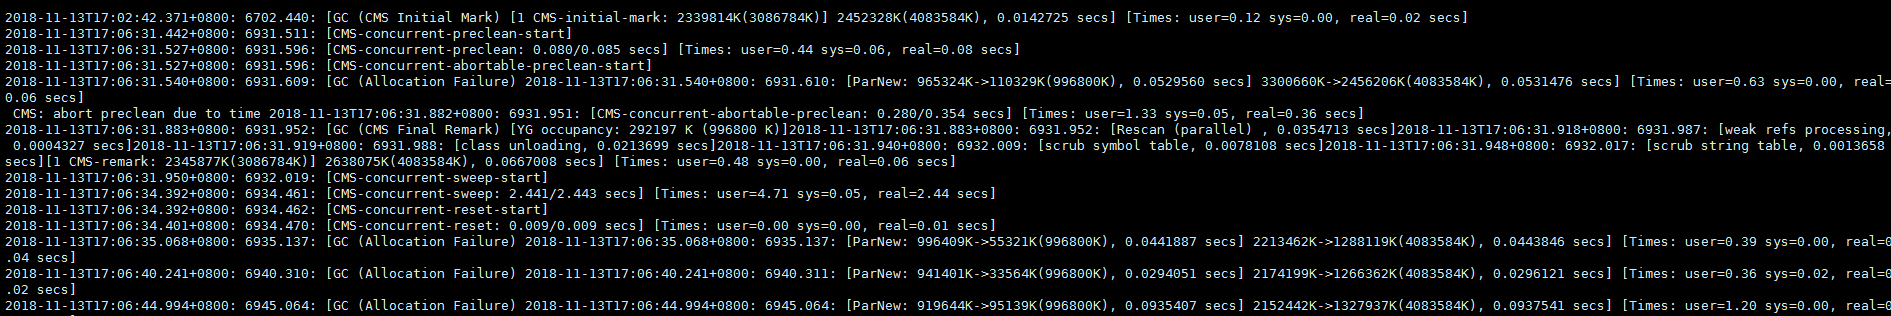 2018-11-13T17:02:42.371+0800: 6702.440: [GC (CMS Initial Mark) [1 CMS-initial-mark: 2339814K(3086784K)] 2452328K(4083584K), 0.0142725 secs] [Times: user=0.12 sys=0.00, real=0.02 secs]
2018-11-13T17:06:31.442+0800: 6931.511: [CMS-concurrent-preclean-start]
2018-11-13T17:06:31.527+0800: 6931.596: [CMS-concurrent-preclean: 0.080/0.085 secs] [Times: user=0.44 sys=0.06, real=0.08 secs]
2018-11-13T17:06:31.527+0800: 6931.596: [CMS-concurrent-abortable-preclean-start]
2018-11-13T17:06:31.540+0800: 6931.609: [GC (Allocation Failure) 2018-11-13T17:06:31.540+0800: 6931.610: [ParNew: 965324K->110329K(996800K), 0.0529560 secs] 3300660K->2456206K(4083584K), 0.0531476 secs] [Times: user=0.63 sys=0.00, real=
0.06 secs]
CMS: abort preclean due to time 2018-11-13T17:06:31.882+0800: 6931.951: [CMS-concurrent-abortable-preclean: 0.280/0.354 secs] [Times: user=1.33 sys=0.05, real=0.36 secs]
2018-11-13T17:06:31.883+0800: 6931.952: [GC (CMS Final Remark) [YG occupancy: 292197 K (996800 K)]2018-11-13T17:06:31.883+0800: 6931.952: [Rescan (parallel) , 0.0354713 secs]2018-11-13T17:06:31.918+0800: 6931.987: [weak refs processing,
0.0004327 secs]2018-11-13T17:06:31.919+0800: 6931.988: [class unloading, 0.0213699 secs]2018-11-13T17:06:31.940+0800: 6932.009: [scrub symbol table, 0.0078108 secs]2018-11-13T17:06:31.948+0800: 6932.017: [scrub string table, 0.0013658
secs][1 CMS-remark: 2345877K(3086784K)] 2638075K(4083584K), 0.0667008 secs] [Times: user=0.48 sys=0.00, real=0.06 secs]
2018-11-13T17:06:31.950+0800: 6932.019: [CMS-concurrent-sweep-start]
2018-11-13T17:06:34.392+0800: 6934.461: [CMS-concurrent-sweep: 2.441/2.443 secs] [Times: user=4.71 sys=0.05, real=2.44 secs]
2018-11-13T17:06:34.392+0800: 6934.462: [CMS-concurrent-reset-start]
2018-11-13T17:06:34.401+0800: 6934.470: [CMS-concurrent-reset: 0.009/0.009 secs] [Times: user=0.00 sys=0.00, real=0.01 secs]
2018-11-13T17:06:35.068+0800: 6935.137: [GC (Allocation Failure) 2018-11-13T17:06:35.068+0800: 6935.137: [ParNew: 996409K->55321K(996800K), 0.0441887 secs] 2213462K->1288119K(4083584K), 0.0443846 secs] [Times: user=0.39 sys=0.00, real=0
.04 secs]
2018-11-13T17:06:40.241+0800: 6940.310: [GC (Allocation Failure) 2018-11-13T17:06:40.241+0800: 6940.311: [ParNew: 941401K->33564K(996800K), 0.0294051 secs] 2174199K->1266362K(4083584K), 0.0296121 secs] [Times: user=0.36 sys=0.02, real=0
.02 secs]
2018-11-13T17:06:44.994+0800: 6945.064: [GC (Allocation Failure) 2018-11-13T17:06:44.994+0800: 6945.064: [ParNew: 919644K->95139K(996800K), 0.0935407 secs] 2152442K->1327937K(4083584K), 0.0937541 secs] [Times: user=1.20 sys=0.00, real=0